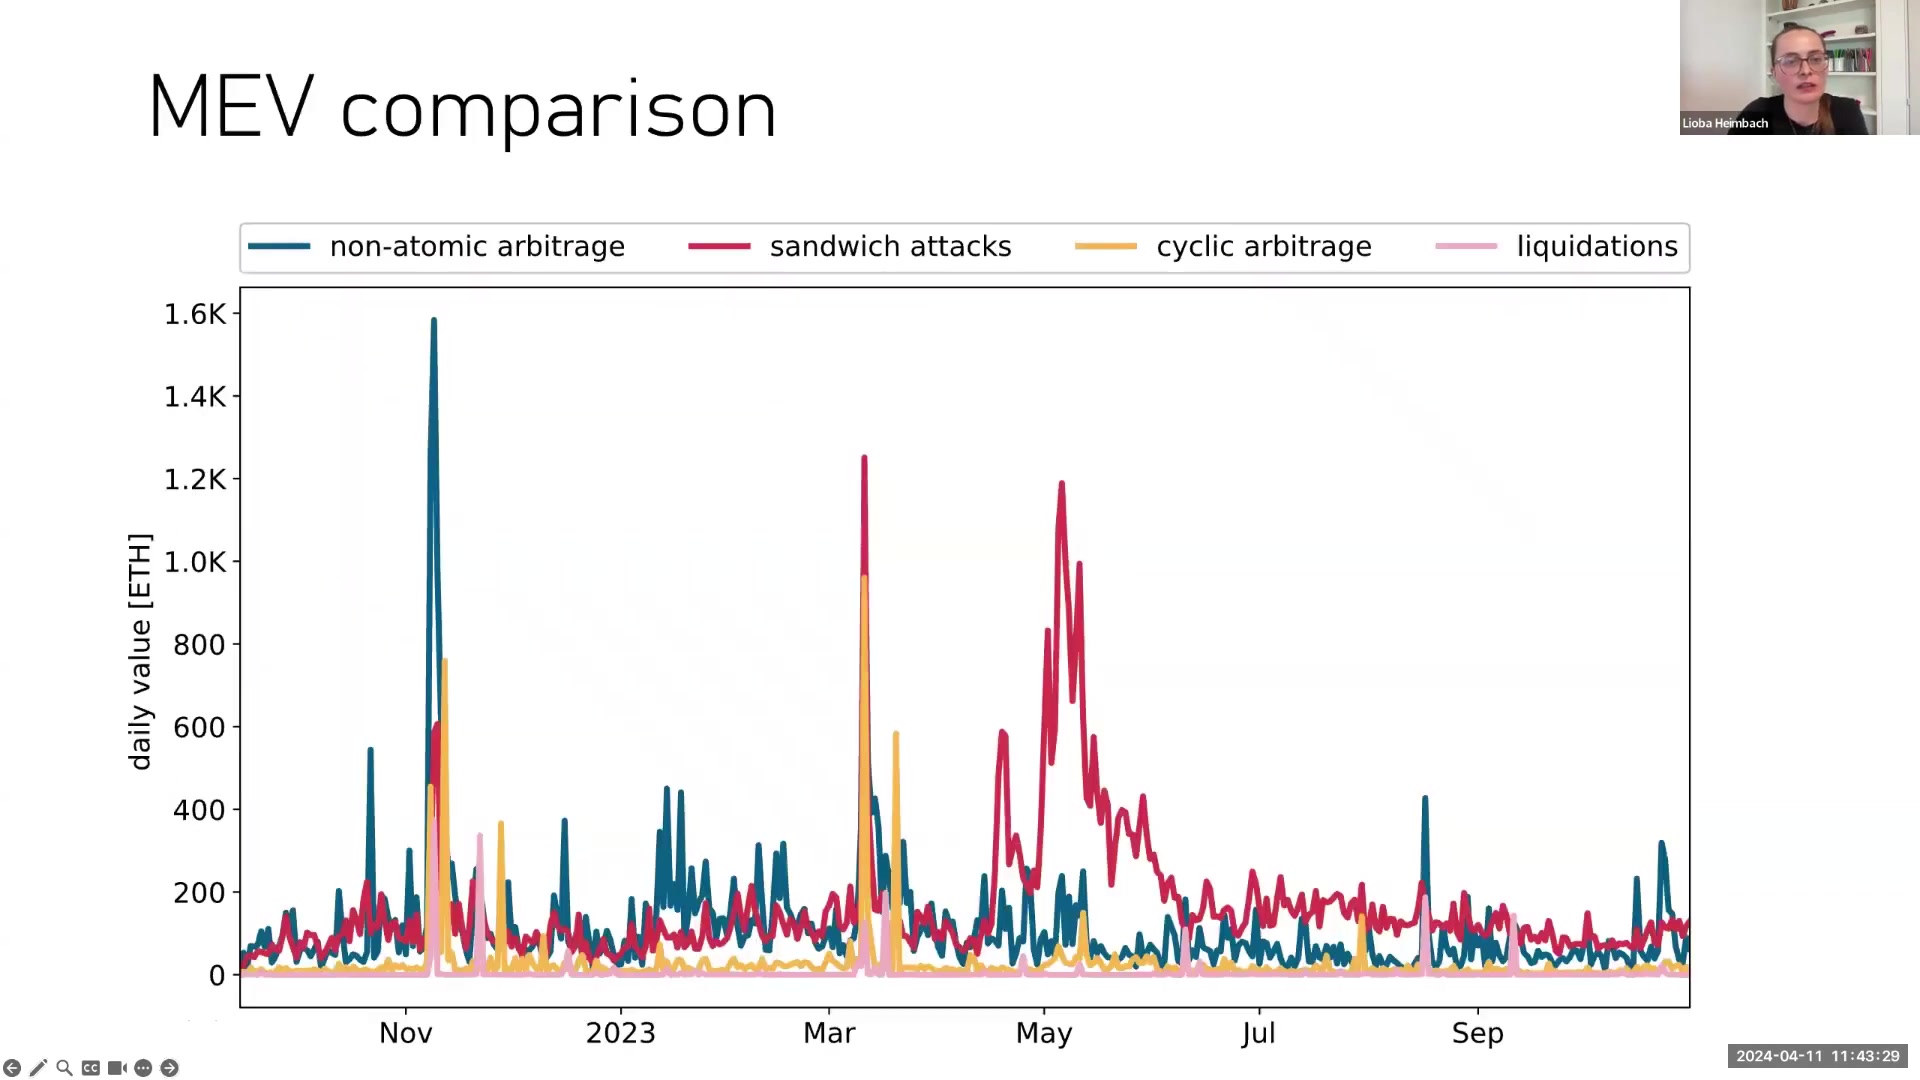 MEV comparison
Lioba Heimbach
non-atomic arbitrage sandwich attacks cyclic arbitrage liquidations
1.6K
1.4K
1.2K
1.0K
800
600
400
200
0
daily value [ETH]
Nov 2023 Mar May Jul Sep
CC
2024-04-11 11:43:29